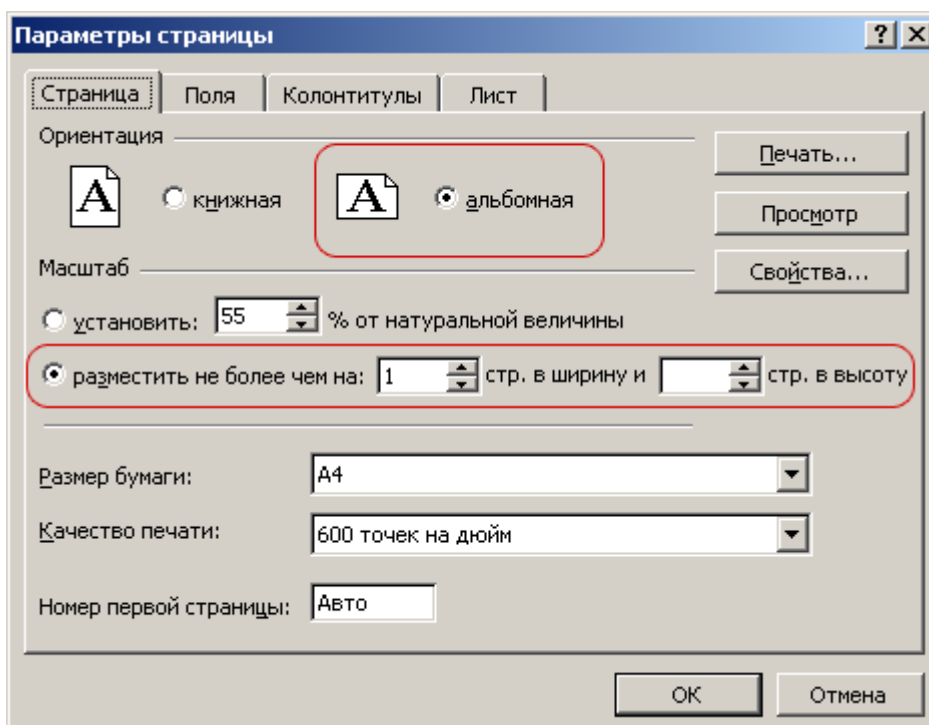 Параметры страницы
Страница Поля Колонтитулы Лист
Ориентация
A книжная A альбомная
Печать...
Просмотр
Свойства...
Масштаб
установить: 55 % от натуральной величины
разместить не более чем на: 1 стр. в ширину и стр. в высоту
Размер бумаги: A4
Качество печати: 600 точек на дюйм
Номер первой страницы: Авто
ОК Отмена